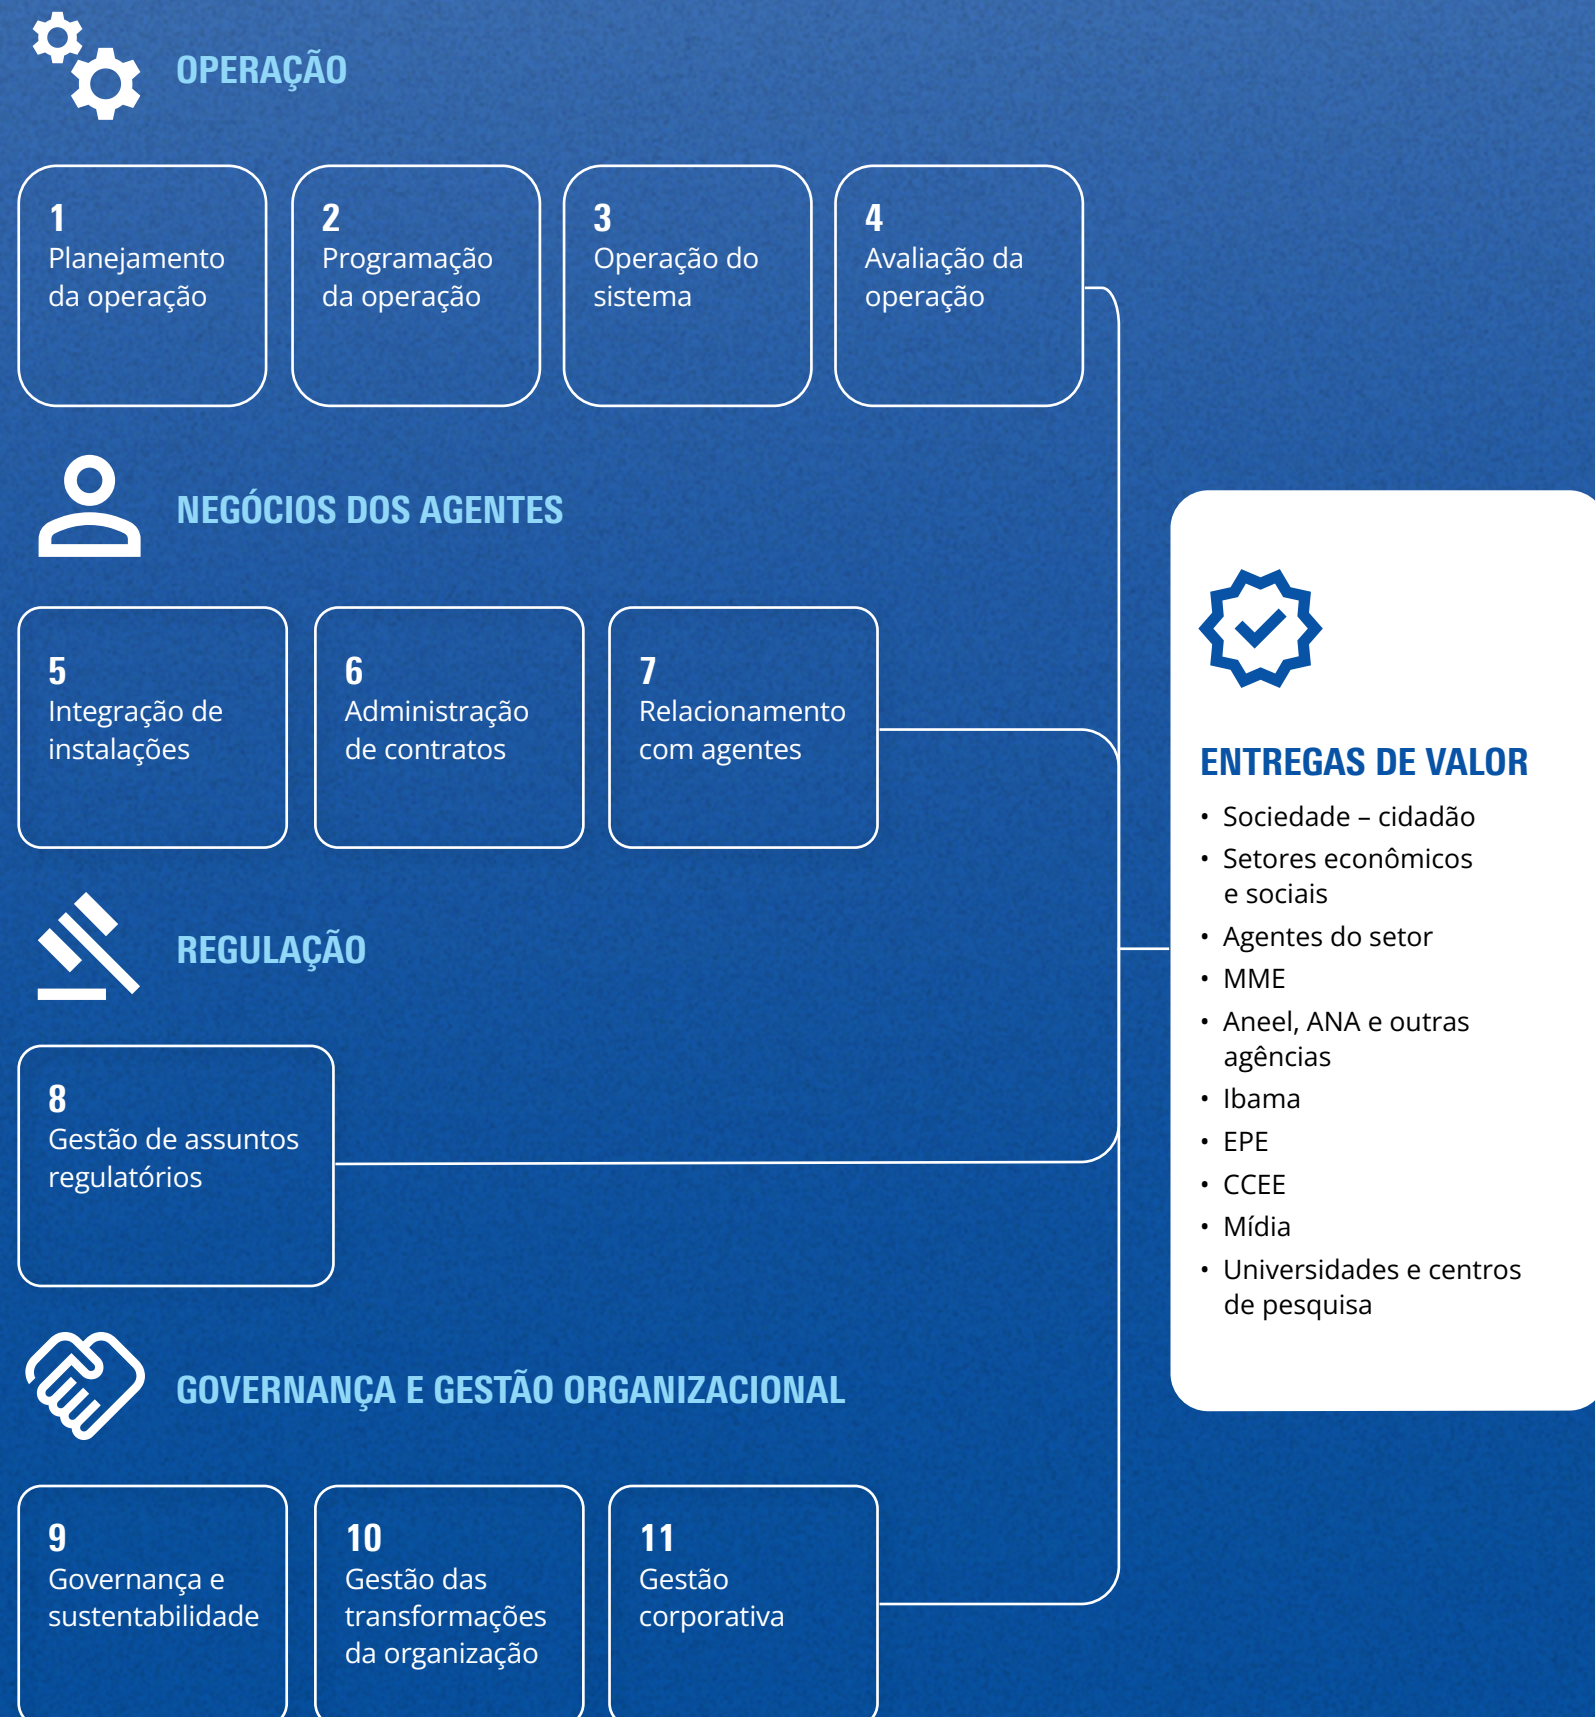 OPERAÇÃO
1
Planejamento
da operação
2
Programação
da operação
3
Operação do
sistema
4
Avaliação da
operação
NEGÓCIOS DOS AGENTES
5
Integração de
instalações
6
Administração
de contratos
7
Relacionamento
com agentes
REGULAÇÃO
8
Gestão de assuntos
regulatórios
GOVERNANÇA E GESTÃO ORGANIZACIONAL
9
Governança e
sustentabilidade
10
Gestão das
transformações
da organização
11
Gestão
corporativa
ENTREGAS DE VALOR
• Sociedade – cidadão
• Setores econômicos
e sociais
• Agentes do setor
• MME
• Aneel, ANA e outras
agências
• Ibama
• EPE
• CCEE
• Mídia
• Universidades e centros
de pesquisa